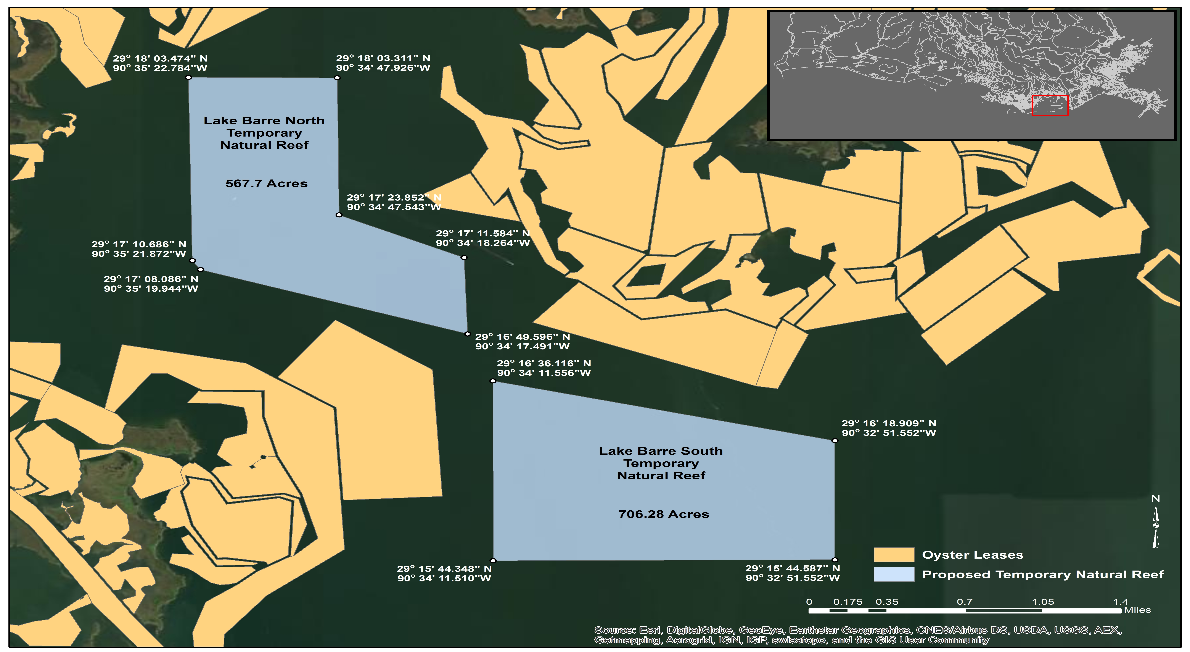 29° 18' 03.474" N
90° 35' 22.784"W
29° 18' 03.311" N
90° 34' 47.926"W
Lake Barre North
Temporary
Natural Reef
567.7 Acres
29° 17' 23.852" N
90° 34' 47.543"W
29° 17' 11.584" N
90° 34' 18.264"W
29° 17' 10.686" N
90° 35' 21.872"W
29° 17' 08.086" N
90° 35' 19.944"W
29° 16' 49.596" N
90° 34' 17.491"W
29° 16' 36.116" N
90° 34' 11.556"W
29° 16' 18.909" N
90° 32' 51.552"W
Lake Barre South
Temporary
Natural Reef
706.28 Acres
N
29° 15' 44.348" N
90° 34' 11.510"W
29° 15' 44.587" N
90° 32' 51.552"W
Oyster Leases
Proposed Temporary Natural Reef
0 0.175 0.35 0.7 1.05 1.4
Miles
Source: Esri, DigitalGlobe, GeoEye, Earthstar Geographics, CNES/Airbus DS, USDA, USGS, AEX,
Getmapping, Aerogrid, IGN, IGP, swisstopo, and the GIS User Community